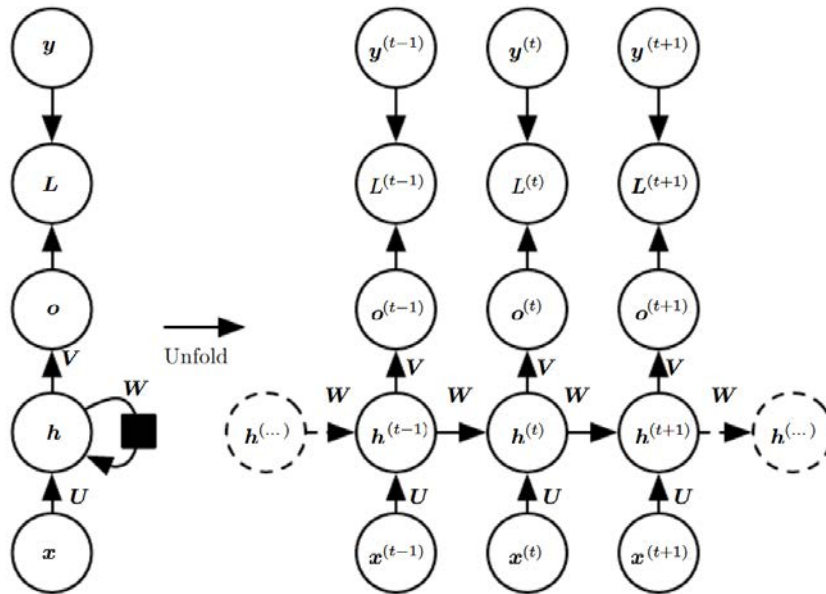 y y^(t−1) y^(t) y^(t+1)
L L^(t−1) L^(t) L^(t+1)
o o^(t−1) o^(t) o^(t+1)
Unfold
V V V V
W W W W W
h h^(...) h^(t−1) h^(t) h^(t+1) h^(...)
U U U U
x x^(t−1) x^(t) x^(t+1)